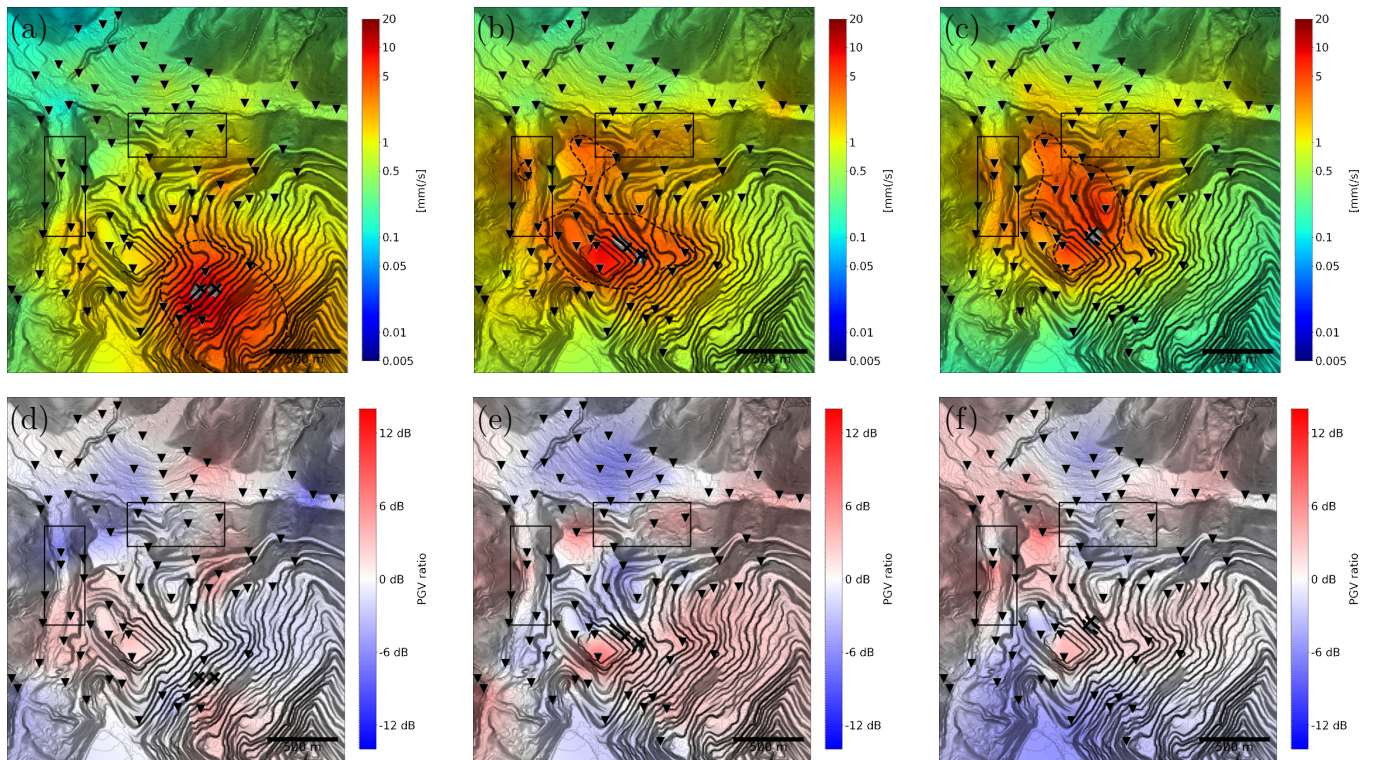 (a)
20
10
5
1
0.5
0.1
0.05
0.01
0.005
[mm(/s]
500 m
(b)
20
10
5
1
0.5
0.1
0.05
0.01
0.005
[mm(/s]
500 m
(c)
20
10
5
1
0.5
0.1
0.05
0.01
0.005
[mm(/s]
500 m
(d)
12 dB
6 dB
0 dB
-6 dB
-12 dB
PGV ratio
500 m
(e)
12 dB
6 dB
0 dB
-6 dB
-12 dB
PGV ratio
500 m
(f)
12 dB
6 dB
0 dB
-6 dB
-12 dB
PGV ratio
500 m